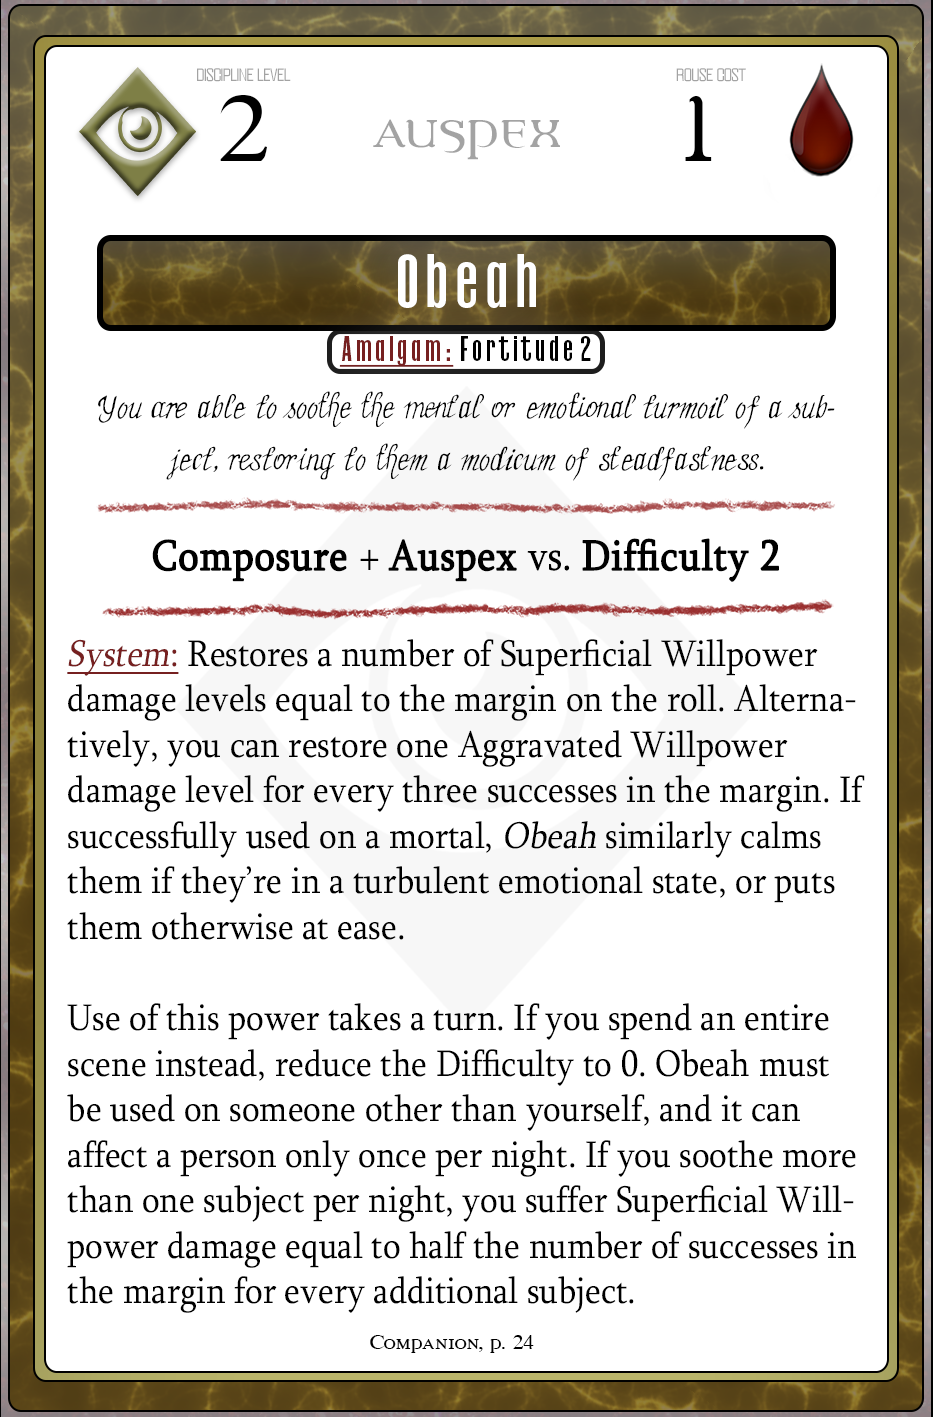 DISCIPLINE LEVEL
2
AUSPEX
ROUSE COST
1
Obeah
Amalgam: Fortitude 2
You are able to soothe the mental or emotional turmoil of a sub-
ject, restoring to them a modicum of steadfastness.
Composure + Auspex vs. Difficulty 2
System: Restores a number of Superficial Willpower
damage levels equal to the margin on the roll. Alterna-
tively, you can restore one Aggravated Willpower
damage level for every three successes in the margin. If
successfully used on a mortal, Obeah similarly calms
them if they're in a turbulent emotional state, or puts
them otherwise at ease.
Use of this power takes a turn. If you spend an entire
scene instead, reduce the Difficulty to 0. Obeah must
be used on someone other than yourself, and it can
affect a person only once per night. If you soothe more
than one subject per night, you suffer Superficial Will-
power damage equal to half the number of successes in
the margin for every additional subject.
Companion, p. 24